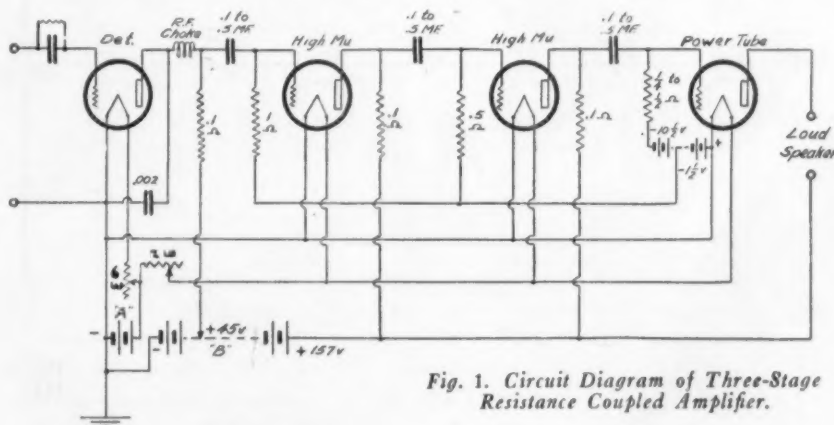 Det.
R.F.
Choke
.1 to
.5 MF
High Mu
.1 to
.5 MF
High Mu
.1 to
.5 MF
Power Tube
.1
Ω
1
Ω
.1
Ω
.5
Ω
.1
Ω
¼ to
½
Ω
-10½v
+
-1½v
Loud
Speaker
.002
6
2 ω
"A"
-
-
+45v
"B"
+157v
Fig. 1. Circuit Diagram of Three-Stage
Resistance Coupled Amplifier.